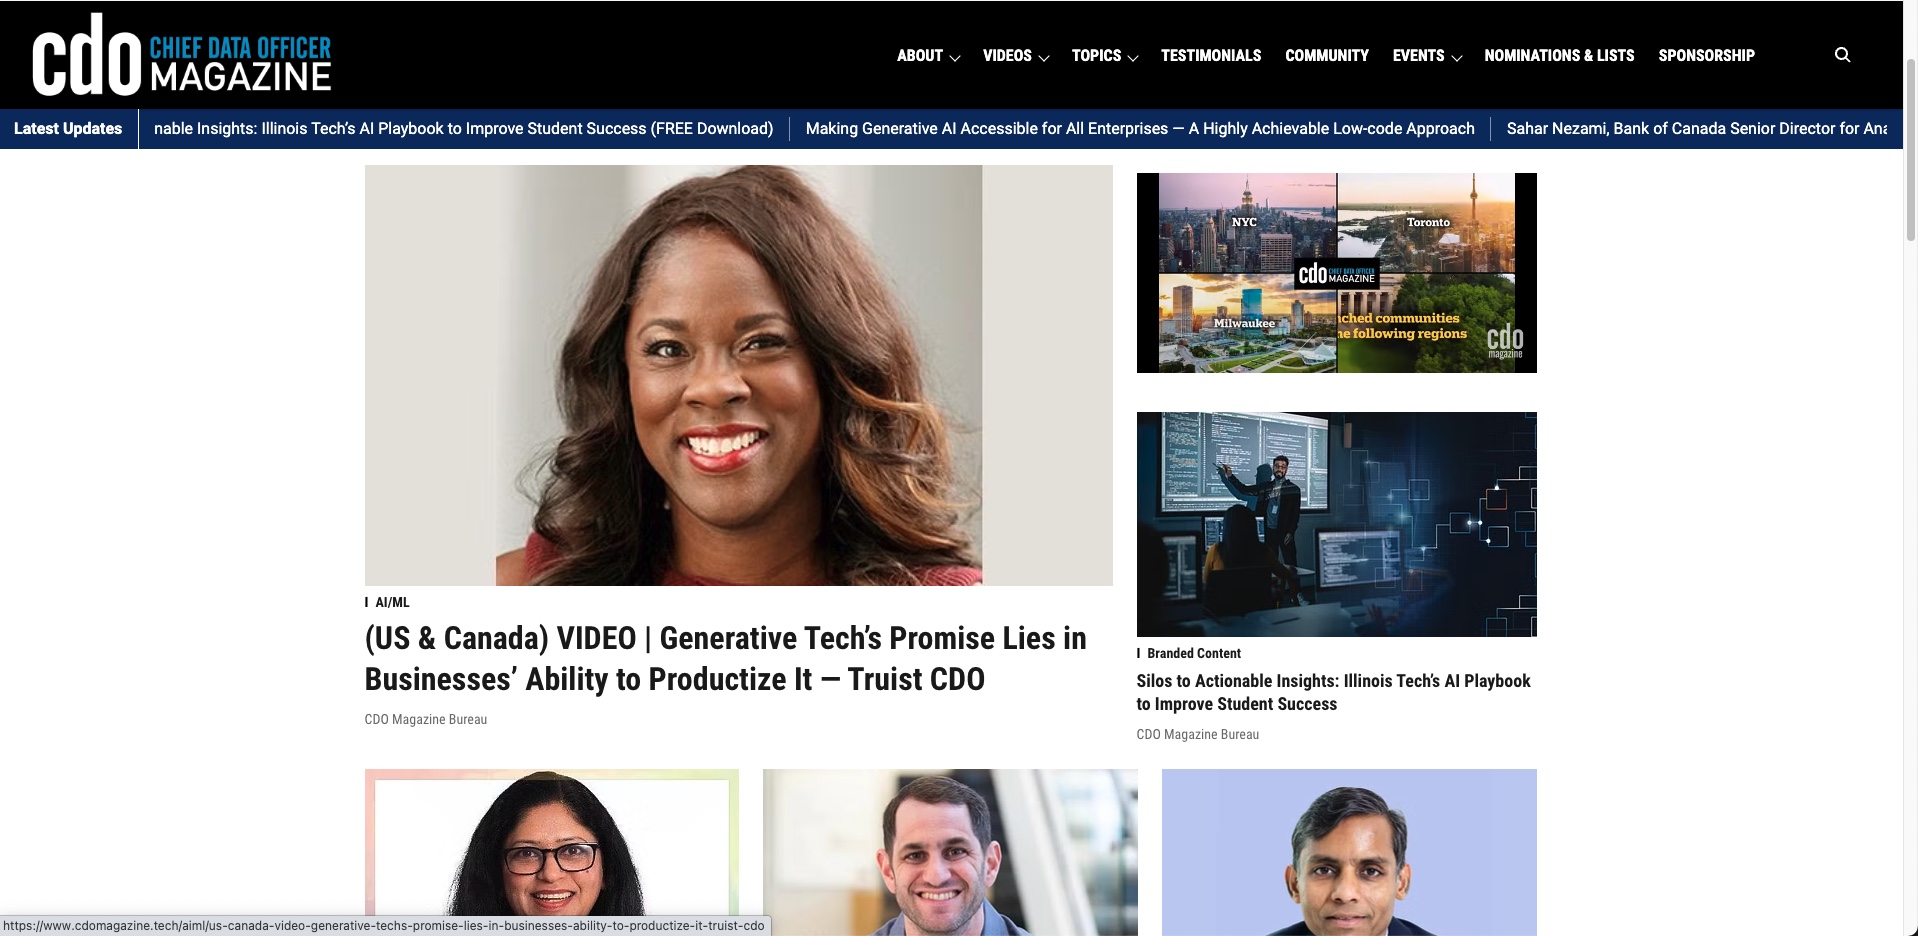 cdo CHIEF DATA OFFICER
MAGAZINE
ABOUT VIDEOS TOPICS TESTIMONIALS COMMUNITY EVENTS NOMINATIONS & LISTS SPONSORSHIP
Latest Updates
nable Insights: Illinois Tech’s AI Playbook to Improve Student Success (FREE Download)
Making Generative AI Accessible for All Enterprises — A Highly Achievable Low-code Approach
Sahar Nezami, Bank of Canada Senior Director for Ana
AI/ML
(US & Canada) VIDEO | Generative Tech’s Promise Lies in
Businesses’ Ability to Productize It — Truist CDO
CDO Magazine Bureau
NYC
Toronto
cdo CHIEF DATA OFFICER
MAGAZINE
Milwaukee
nched communities
ne following regions
cdo
magazine
Branded Content
Silos to Actionable Insights: Illinois Tech’s AI Playbook
to Improve Student Success
CDO Magazine Bureau
https://www.cdomagazine.tech/aiml/us-canada-video-generative-techs-promise-lies-in-businesses-ability-to-productize-it-truist-cdo